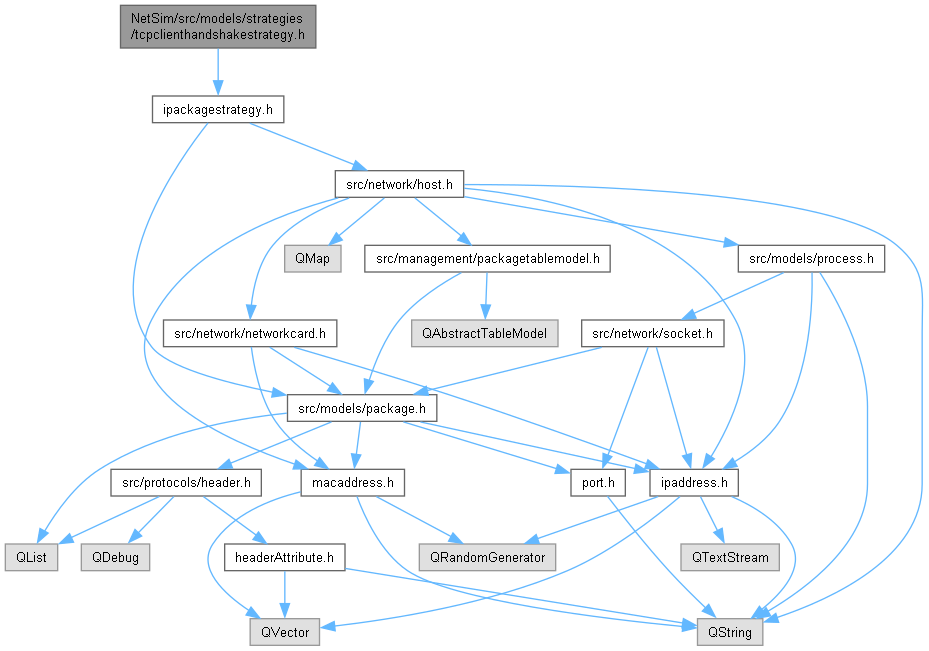 NetSim/src/models/strategies
/tcpclienthandshakestrategy.h
ipackagestrategy.h
src/network/host.h
QMap
src/management/packagetablemodel.h
src/models/process.h
src/network/networkcard.h
QAbstractTableModel
src/network/socket.h
src/models/package.h
src/protocols/header.h
macaddress.h
port.h
ipaddress.h
QList
QDebug
headerAttribute.h
QRandomGenerator
QTextStream
QVector
QString